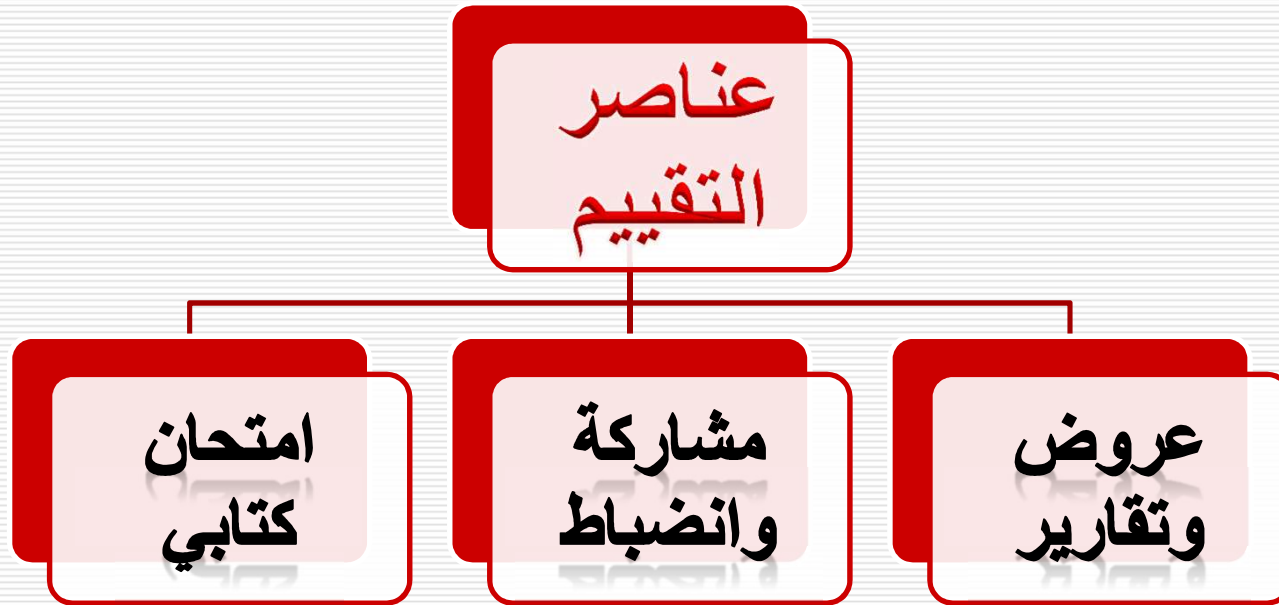 عناصر
التقييم
عروض
وتقارير
مشاركة
وانضباط
امتحان
كتابي